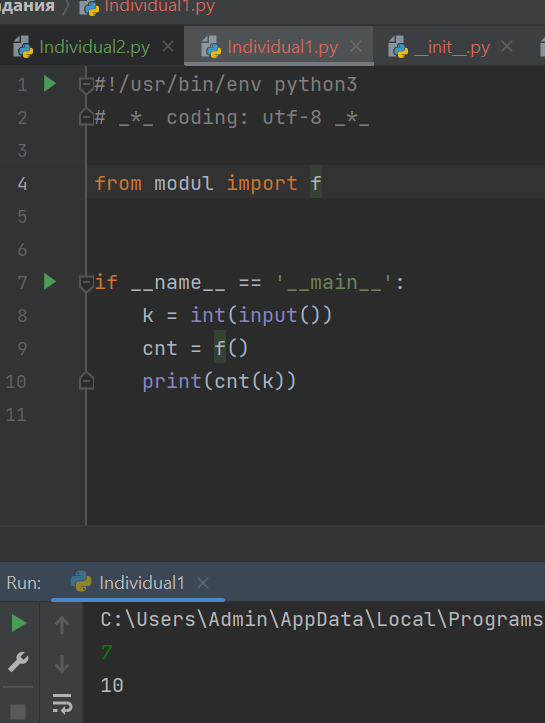 адания 〉 Individual1.py
Individual2.py × Individual1.py × __init__.py ×
1 #!/usr/bin/env python3
2 # _*_ coding: utf-8 _*_
3
4 from modul import f
5
6
7 if __name__ == '__main__':
8 k = int(input())
9 cnt = f()
10 print(cnt(k))
11
Run: Individual1 ×
C:\Users\Admin\AppData\Local\Programs
7
10